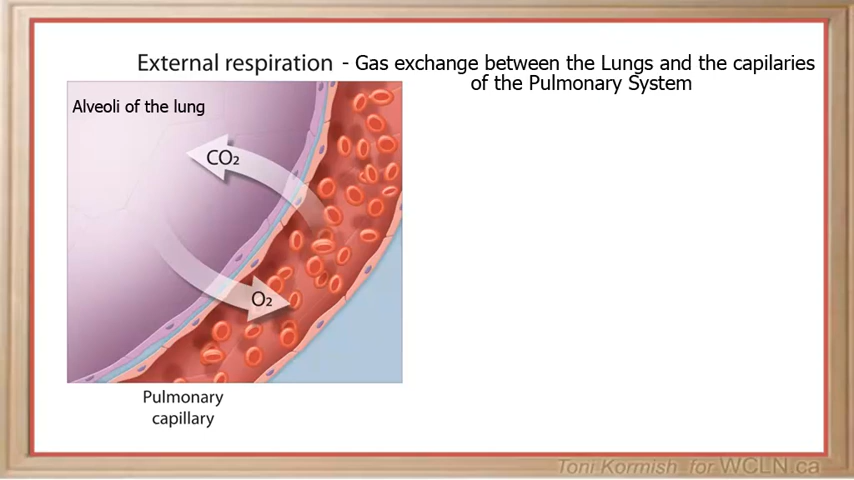 External respiration - Gas exchange between the Lungs and the capilaries
of the Pulmonary System
Alveoli of the lung
CO2
O2
Pulmonary
capillary
Toni Kormish for WCLN.ca